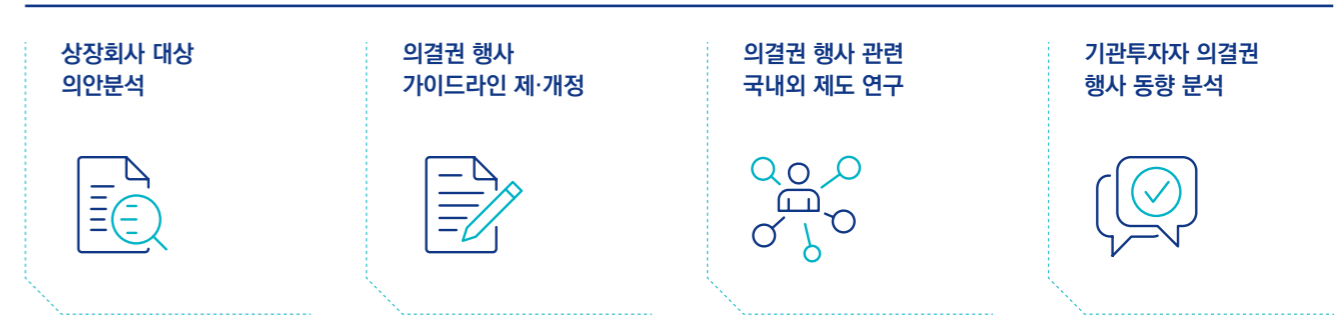 상장회사 대상
의안분석
의결권 행사
가이드라인 제·개정
의결권 행사 관련
국내외 제도 연구
기관투자자 의결권
행사 동향 분석